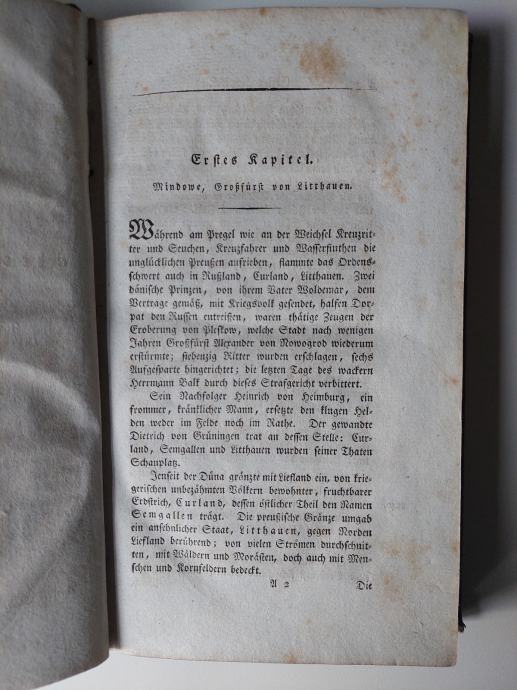 Erstes Kapitel.
Mindowe, Großfürst von Litthauen.
Während am Pregel wie an der Weichsel Kreuzrit-
ter und Seuchen, Kreuzfahrer und Wasserfluthen die
unglücklichen Preußen aufrieben, flammte das Ordens-
schwert auch in Rußland, Curland, Litthauen. Zwei
dänische Prinzen, von ihrem Vater Woldemar, dem
Vertrage gemäß, mit Kriegsvolk gesendet, halfen Dor-
pat den Russen entreißen, waren thätige Zeugen der
Eroberung von Pleskow, welche Stadt nach wenigen
Jahren Großfürst Alexander von Nowogrod wiederum
erstürmte; siebenzig Ritter wurden erschlagen, sechs
Aufgesparte hingerichtet; die letzten Tage des wackern
Herrmann Balk durch dieses Strafgericht verbittert.
Sein Nachfolger Heinrich von Heimburg, ein
frommer, kränklicher Mann, ersetzte den klugen Hel-
den weder im Felde noch im Rathe. Der gewandte
Dietrich von Grüningen trat an dessen Stelle: Cur-
land, Semgallen und Litthauen wurden seiner Thaten
Schauplatz.
Jenseit der Düna gränzte mit Liefland ein, von krie-
gerischen unbezähmten Völkern bewohnter, fruchtbarer
Erdstrich, Curland, dessen östlicher Theil den Namen
Semgallen trägt. Die preußische Gränze umgab
ein ansehnlicher Staat, Litthauen, gegen Norden
Liefland berührend; von vielen Strömen durchschnit-
ten, mit Wäldern und Morästen, doch auch mit Men-
schen und Kornfeldern bedeckt.
A 2 Die